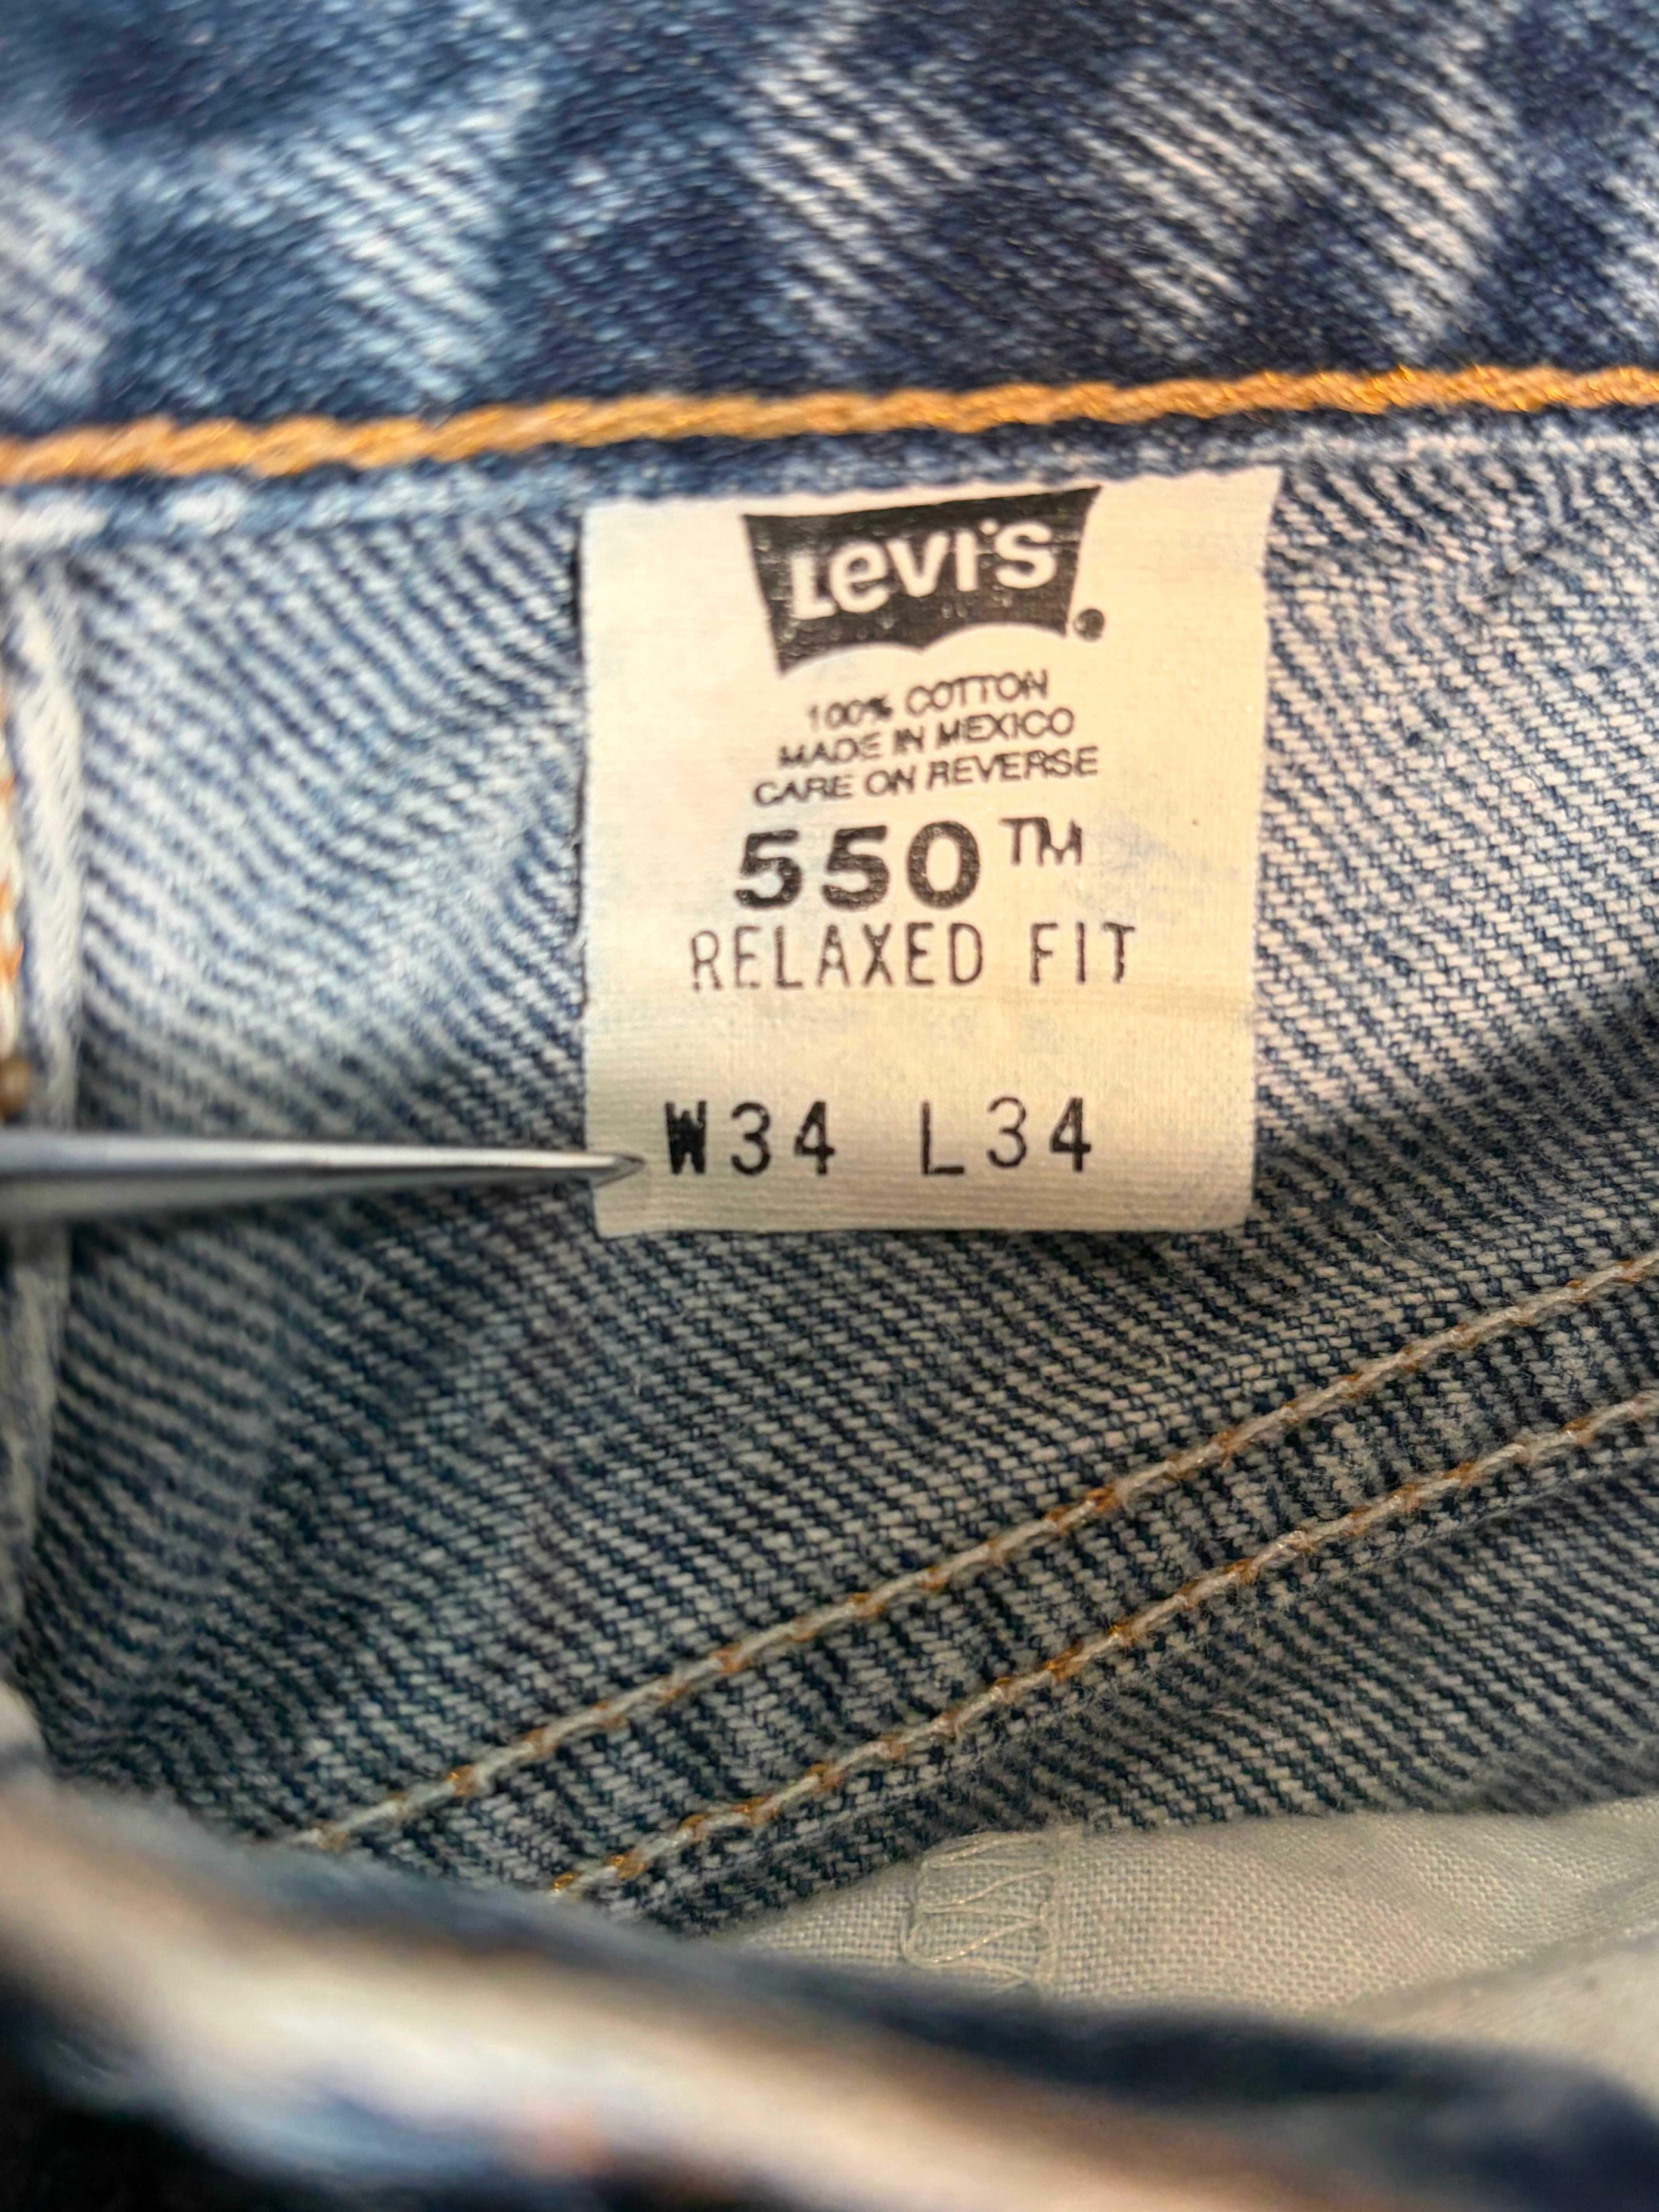 Levi's
100% COTTON
MADE IN MEXICO
CARE ON REVERSE
550™
RELAXED FIT
W34 L34